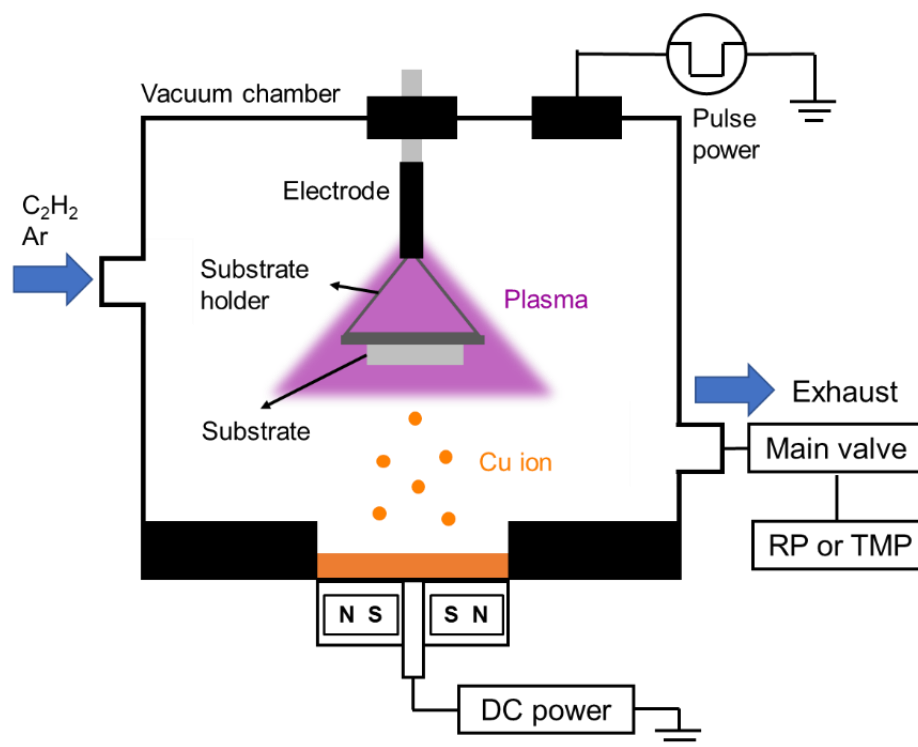 Vacuum chamber
Pulse
power
Electrode
C₂H₂
Ar
Substrate
holder
Plasma
Exhaust
Substrate
Main valve
Cu ion
RP or TMP
N S
S N
DC power